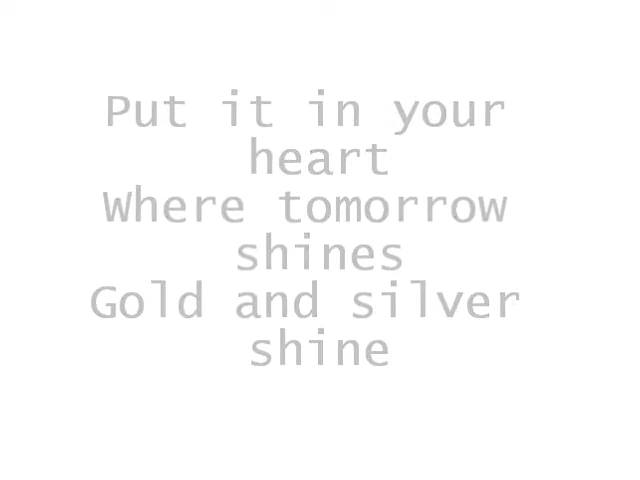 Put it in your
heart
Where tomorrow
shines
Gold and silver
shine